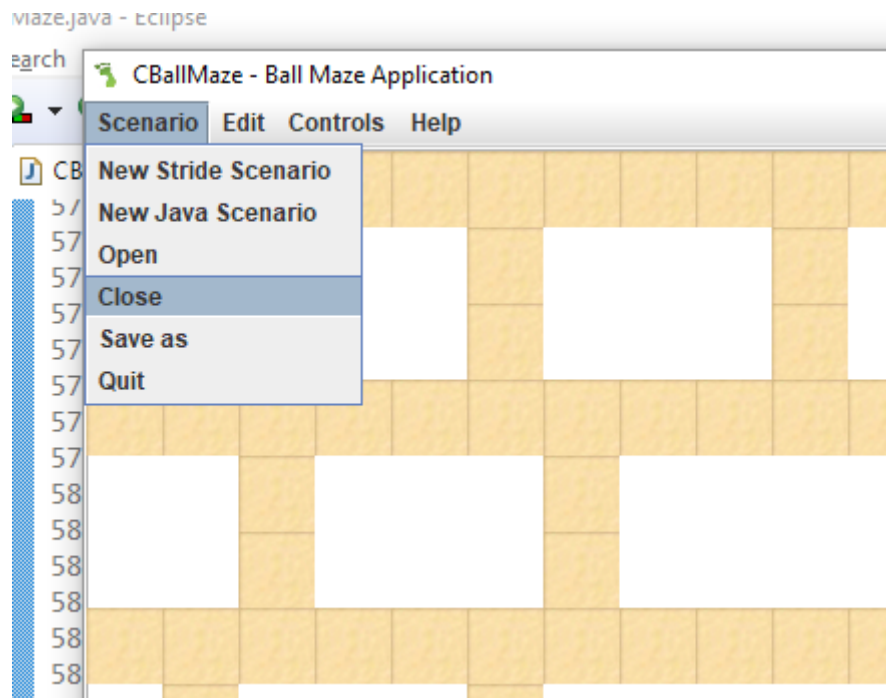 Maze.java - Eclipse
earch
CBallMaze - Ball Maze Application
Scenario Edit Controls Help
J CB
New Stride Scenario
New Java Scenario
Open
Close
Save as
Quit
57
57
57
57
57
57
57
57
58
58
58
58
58
58